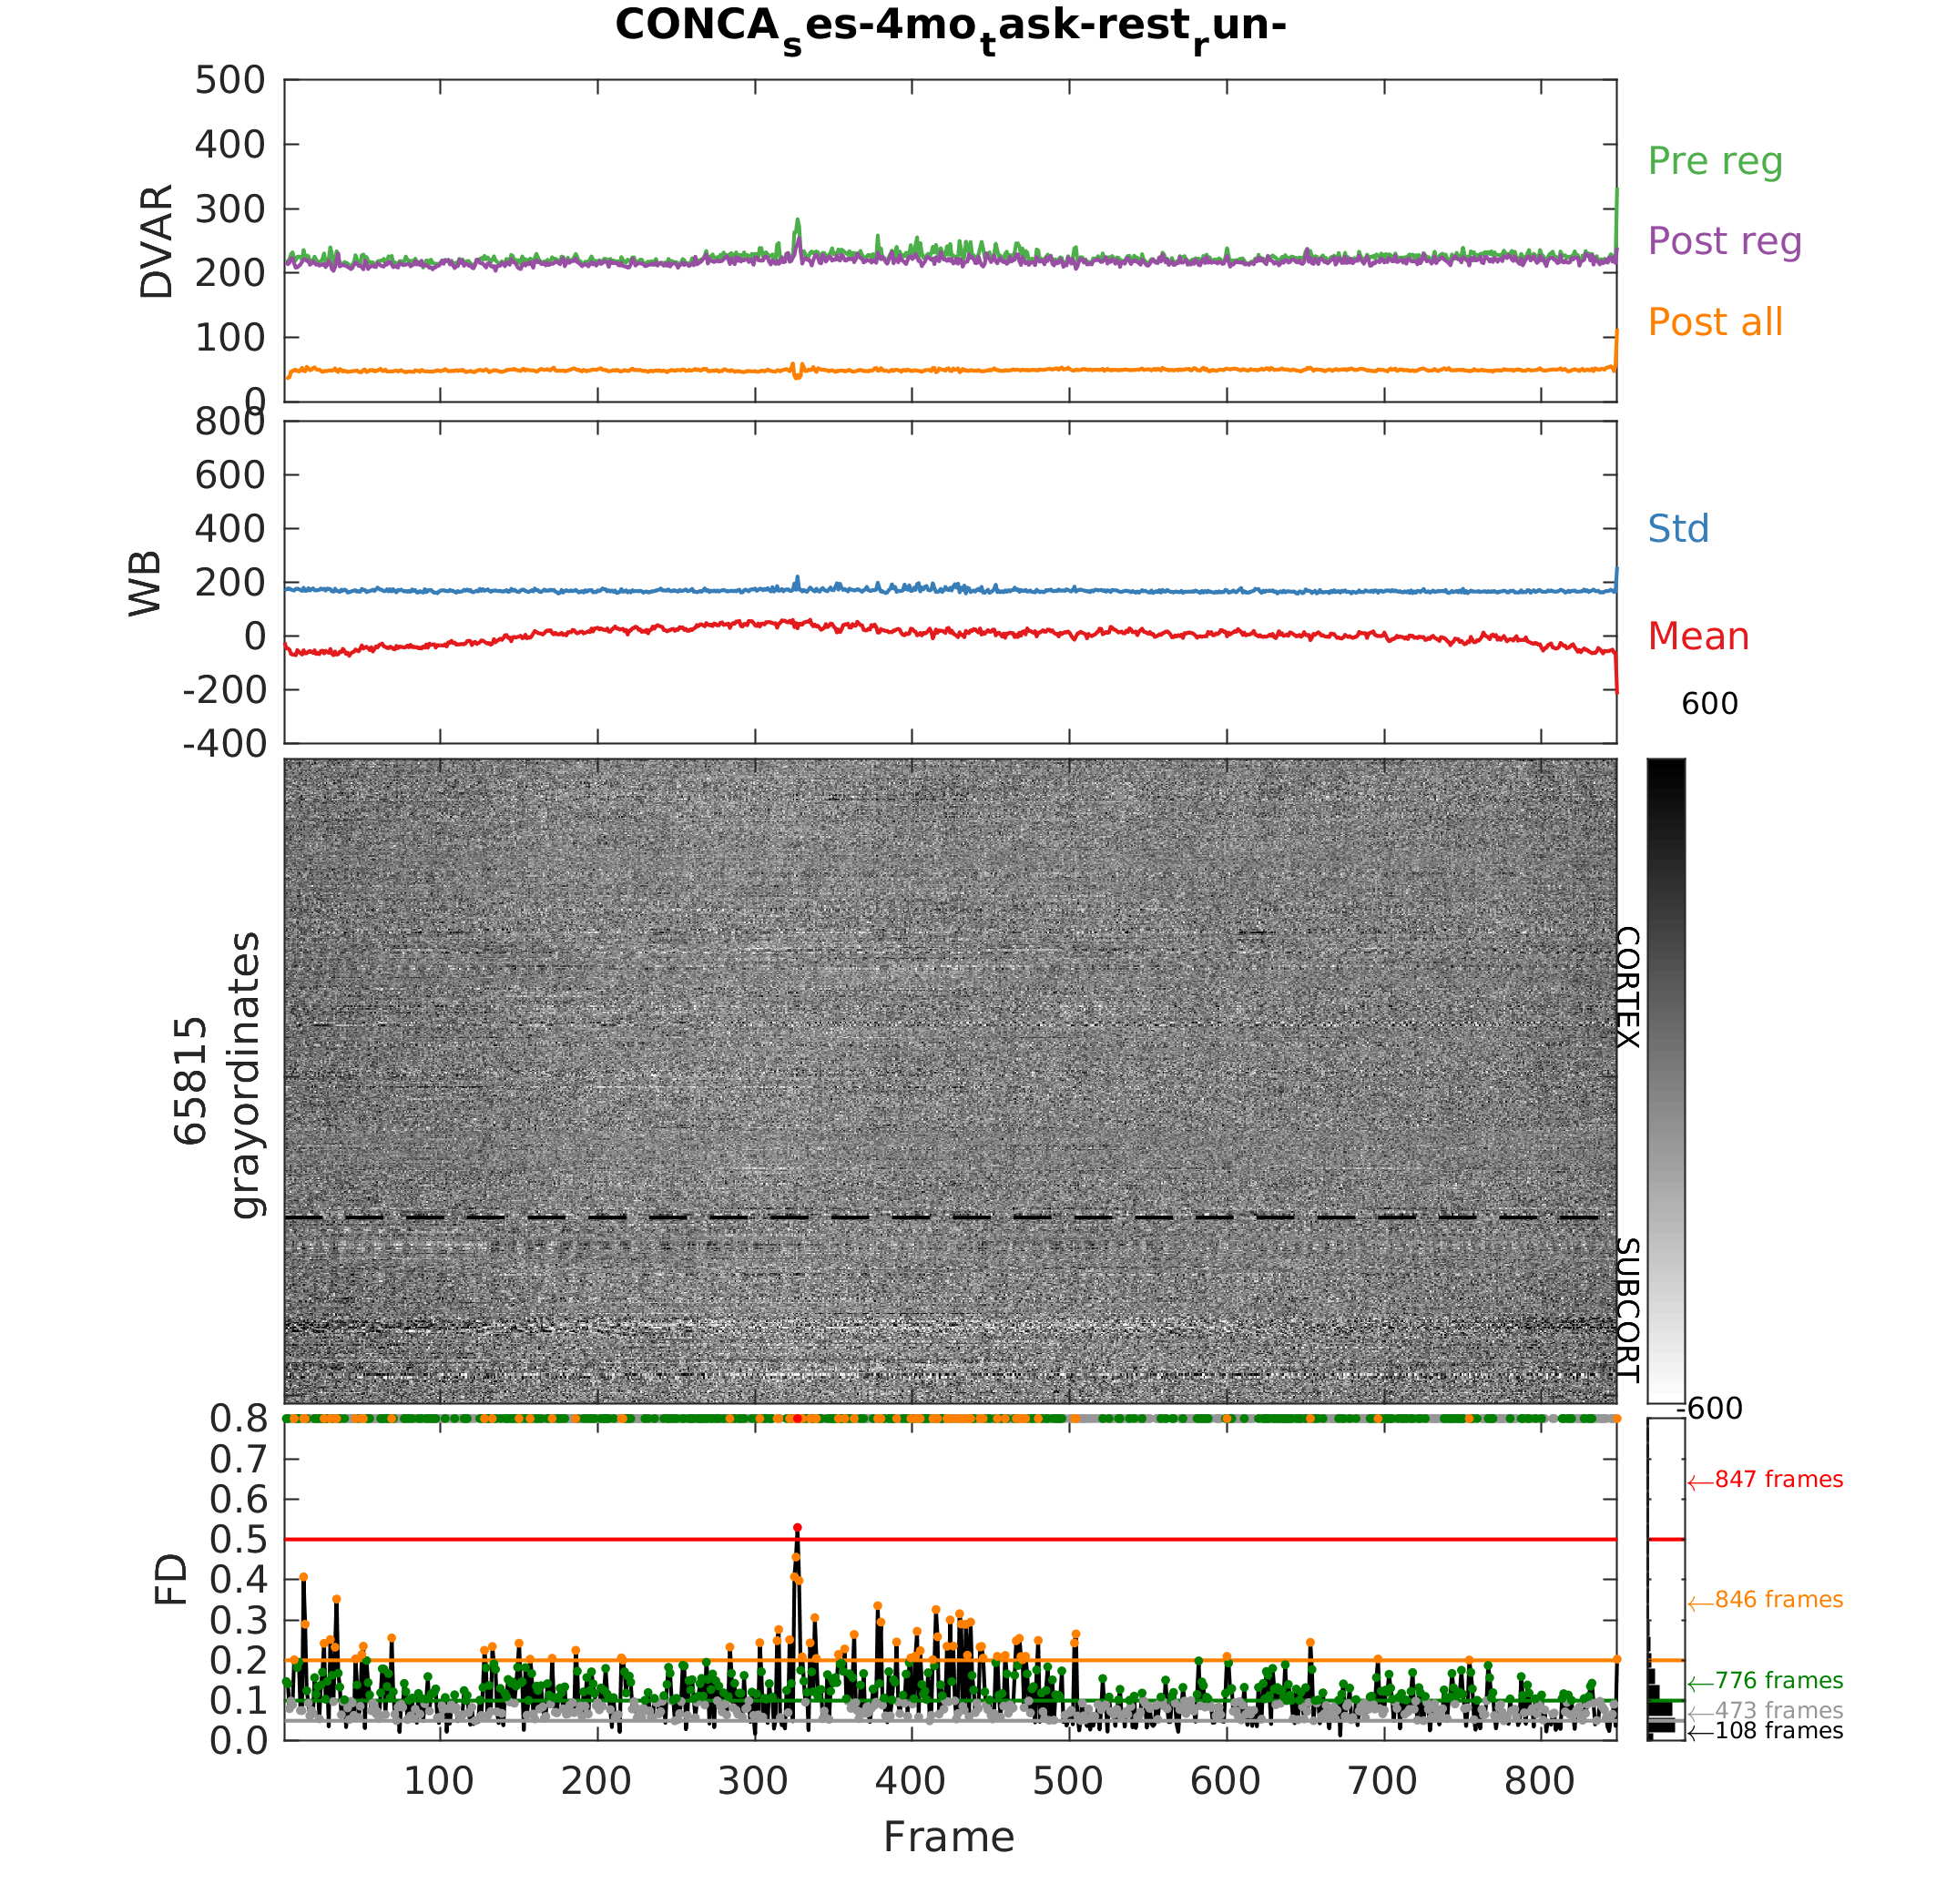 CONCAses-4motask-restrun-
500
400
300
200
100
0
DVAR
Pre reg
Post reg
Post all
800
600
400
200
0
-200
-400
WB
Std
Mean
600
65815
grayordinates
CORTEX
SUBCORT
-600
0.8
0.7
0.6
0.5
0.4
0.3
0.2
0.1
0.0
FD
←847 frames
←846 frames
←776 frames
←473 frames
←108 frames
100 200 300 400 500 600 700 800
Frame